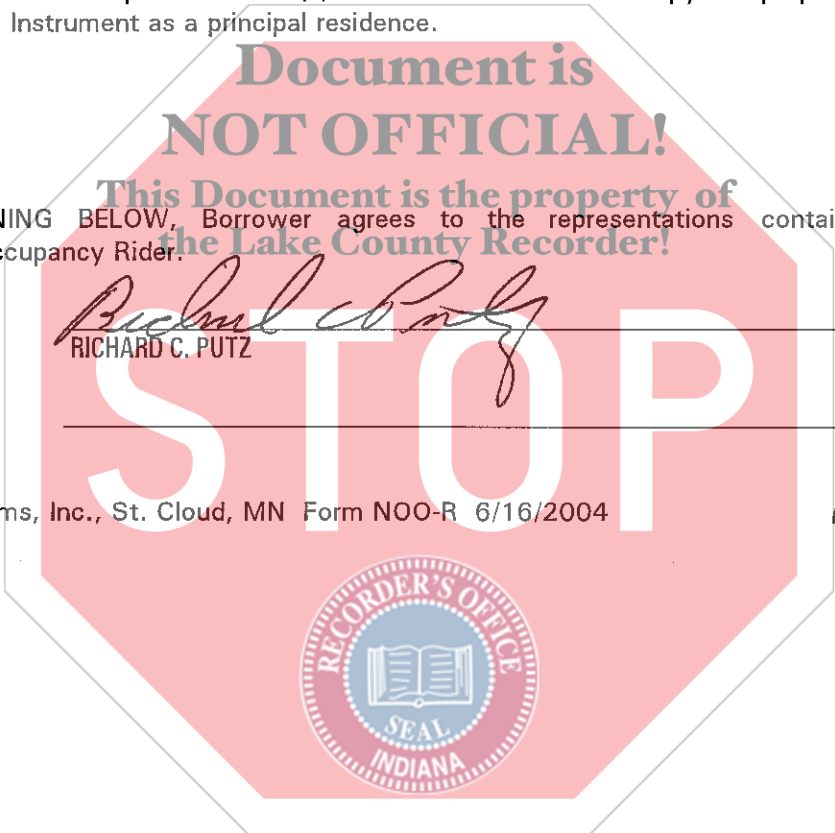 Instrument as a principal residence.
Document is
NOT OFFICIAL!
This Document is the property of
NING BELOW, Borrower agrees to the representations contai
the Lake County Recorder!
ccupancy Rider.
Richard C Putz
RICHARD C. PUTZ
STOP
ms, Inc., St. Cloud, MN Form NOO-R 6/16/2004
RECORDER'S OFFICE
SEAL
INDIANA